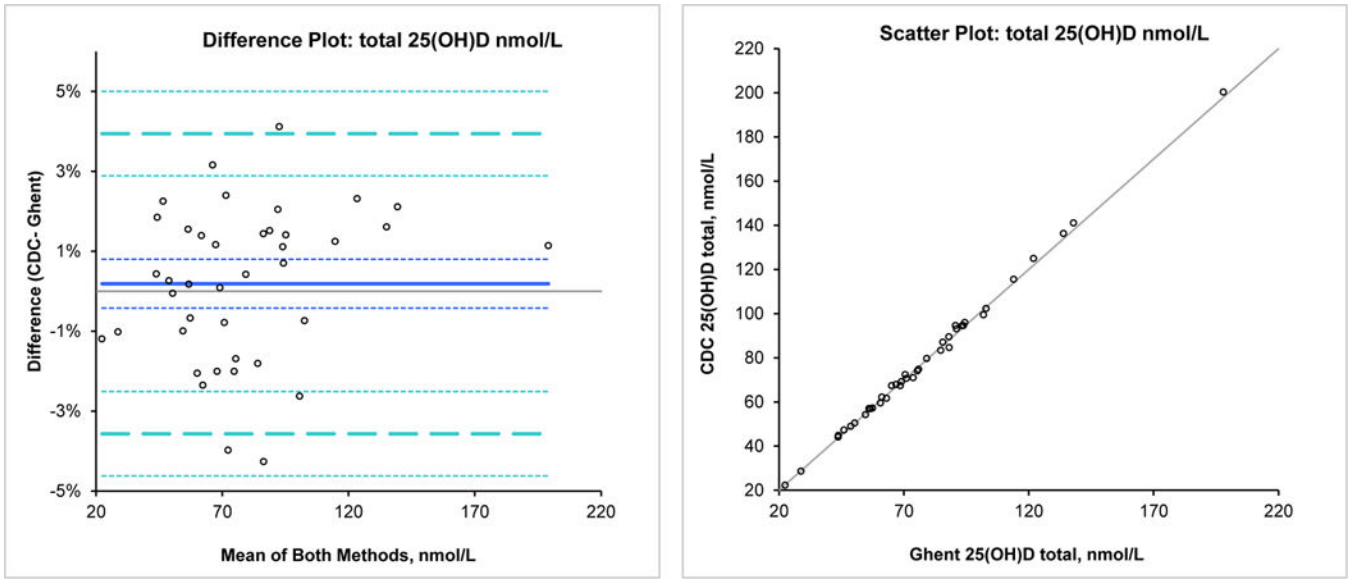 Difference Plot: total 25(OH)D nmol/L
5%
3%
1%
-1%
-3%
-5%
Difference (CDC- Ghent)
20 70 120 170 220
Mean of Both Methods, nmol/L
Scatter Plot: total 25(OH)D nmol/L
220
200
180
160
140
120
100
80
60
40
20
CDC 25(OH)D total, nmol/L
20 70 120 170 220
Ghent 25(OH)D total, nmol/L